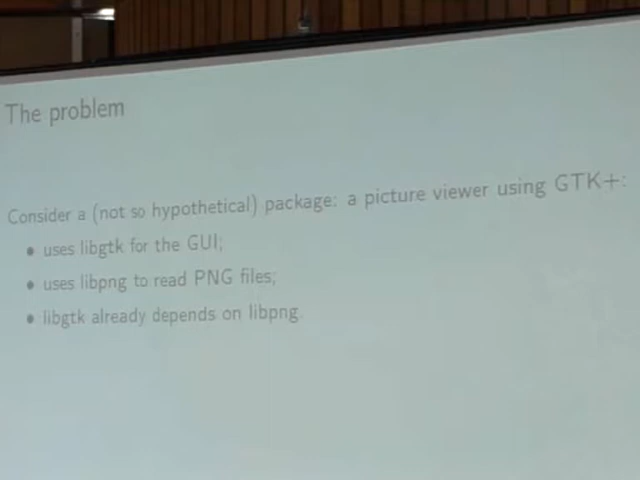 The problem
Consider a (not so hypothetical) package: a picture viewer using GTK+:
• uses libgtk for the GUI;
• uses libpng to read PNG files;
• libgtk already depends on libpng.